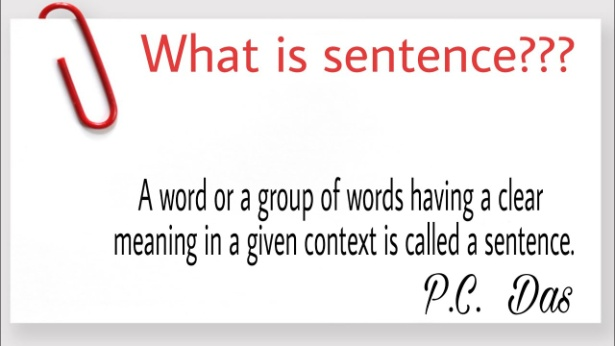 What is sentence???
A word or a group of words having a clear
meaning in a given context is called a sentence.
P.C. Das